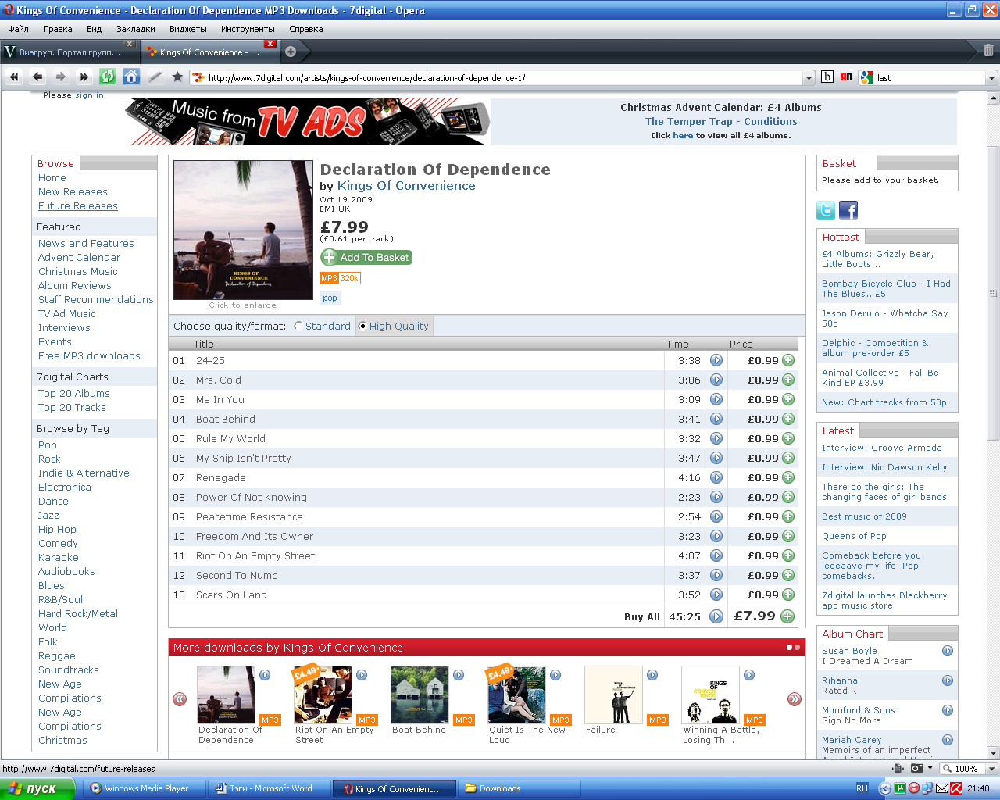 Kings Of Convenience - Declaration Of Dependence MP3 Downloads - 7digital - Opera
Файл Правка Вид Закладки Виджеты Инструменты Справка
Виагруп. Портал групп...
Kings Of Convenience - ...
http://www.7digital.com/artists/kings-of-convenience/declaration-of-dependence-1/
last
Please sign in
Music from TV ADS
Christmas Advent Calendar: £4 Albums
The Temper Trap - Conditions
Click here to view all £4 albums.
Browse
Home
New Releases
Future Releases
Featured
News and Features
Advent Calendar
Christmas Music
Album Reviews
Staff Recommendations
TV Ad Music
Interviews
Events
Free MP3 downloads
7digital Charts
Top 20 Albums
Top 20 Tracks
Browse by Tag
Pop
Rock
Indie & Alternative
Electronica
Dance
Jazz
Hip Hop
Comedy
Karaoke
Audiobooks
Blues
R&B/Soul
Hard Rock/Metal
World
Folk
Reggae
Soundtracks
New Age
Compilations
New Age
Compilations
Christmas
KINGS OF
CONVENIENCE
Declaration of Dependence
Click to enlarge
Declaration Of Dependence
by Kings Of Convenience
Oct 19 2009
EMI UK
£7.99
(£0.61 per track)
Add To Basket
MP3 320k
pop
Choose quality/format: Standard High Quality
Title Time Price
01. 24-25 3:38 £0.99
02. Mrs. Cold 3:06 £0.99
03. Me In You 3:09 £0.99
04. Boat Behind 3:41 £0.99
05. Rule My World 3:32 £0.99
06. My Ship Isn't Pretty 3:47 £0.99
07. Renegade 4:16 £0.99
08. Power Of Not Knowing 2:23 £0.99
09. Peacetime Resistance 2:54 £0.99
10. Freedom And Its Owner 3:23 £0.99
11. Riot On An Empty Street 4:07 £0.99
12. Second To Numb 3:37 £0.99
13. Scars On Land 3:52 £0.99
Buy All 45:25 £7.99
More downloads by Kings Of Convenience
MP3
Declaration Of
Dependence
£4.49
MP3
Riot On An Empty
Street
MP3
Boat Behind
£4.49
MP3
Quiet Is The New
Loud
MP3
Failure
KINGS
OF
CONVENIENCE
MP3
Winning A Battle,
Losing Th...
Basket
Please add to your basket.
Hottest
£4 Albums: Grizzly Bear,
Little Boots...
Bombay Bicycle Club - I Had
The Blues.. £5
Jason Derulo - Whatcha Say
50p
Delphic - Competition &
album pre-order £5
Animal Collective - Fall Be
Kind EP £3.99
New: Chart tracks from 50p
Latest
Interview: Groove Armada
Interview: Nic Dawson Kelly
There go the girls: The
changing faces of girl bands
Best music of 2009
Queens of Pop
Comeback before you
leeeaave my life. Pop
comebacks.
7digital launches Blackberry
app music store
Album Chart
Susan Boyle
I Dreamed A Dream
Rihanna
Rated R
Mumford & Sons
Sigh No More
Mariah Carey
Memoirs of an imperfect
http://www.7digital.com/future-releases
100%
пуск
Windows Media Player
Тэги - Microsoft Word
Kings Of Convenienc...
Downloads
RU
21:40